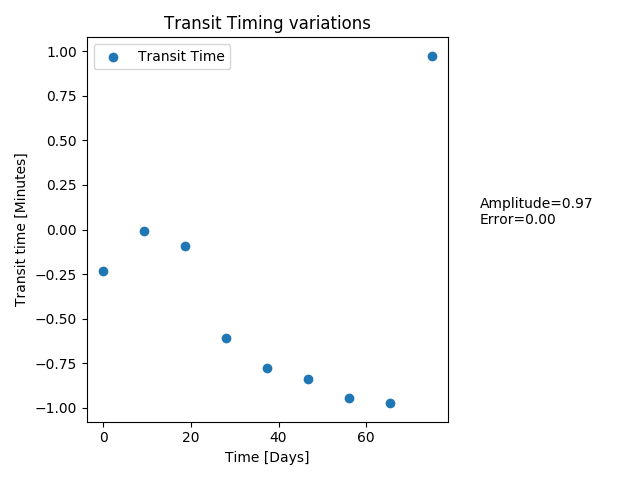 Transit Timing variations
Transit Time
1.00
0.75
0.50
0.25
0.00
−0.25
−0.50
−0.75
−1.00
Transit time [Minutes]
0
20
40
60
Time [Days]
Amplitude=0.97
Error=0.00